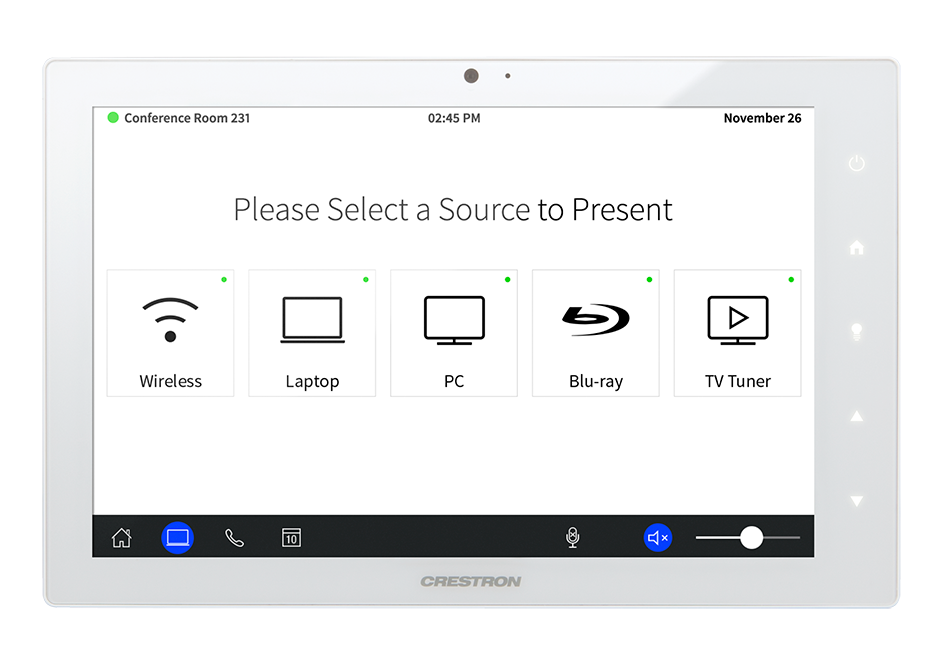 Conference Room 231 02:45 PM November 26
Please Select a Source to Present
Wireless Laptop PC Blu-ray TV Tuner
10
CRESTRON